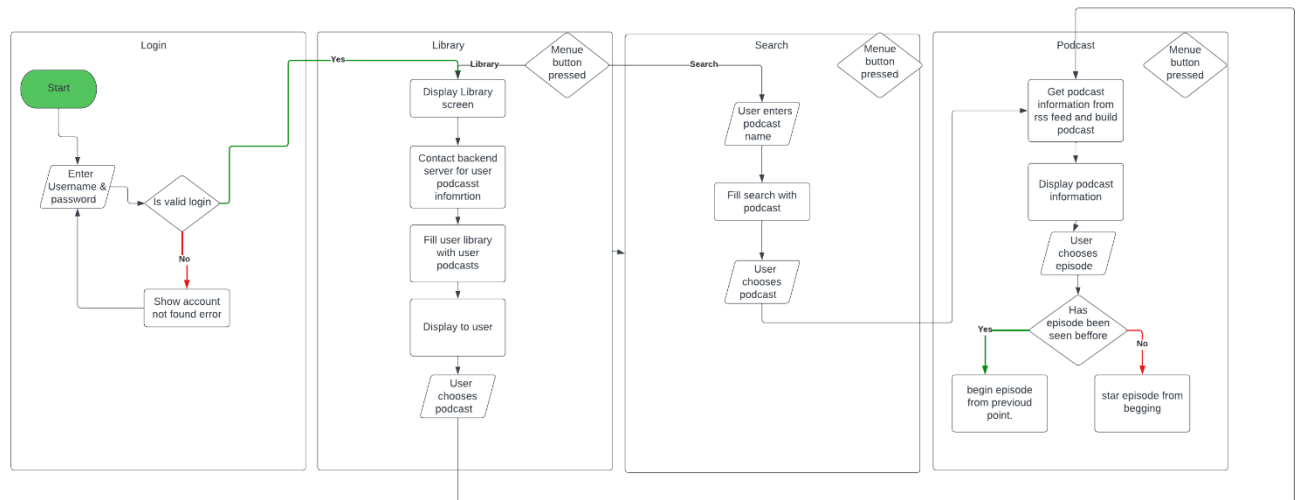 Login
Start
Enter
Username &
password
Is valid login
Yes
No
Show account
not found error
Library
Menue
button
pressed
Library
Search
Display Library
screen
Contact backend
server for user
podcasst
infomrtion
Fill user library
with user
podcasts
Display to user
User
chooses
podcast
Search
Menue
button
pressed
User enters
podcast
name
Fill search with
podcast
User
chooses
podcast
Podcast
Menue
button
pressed
Get podcast
information from
rss feed and build
podcast
Display podcast
information
User
chooses
episode
Has
episode been
seen beffore
Yes
No
begin episode
from previoud
point.
star episode from
begging